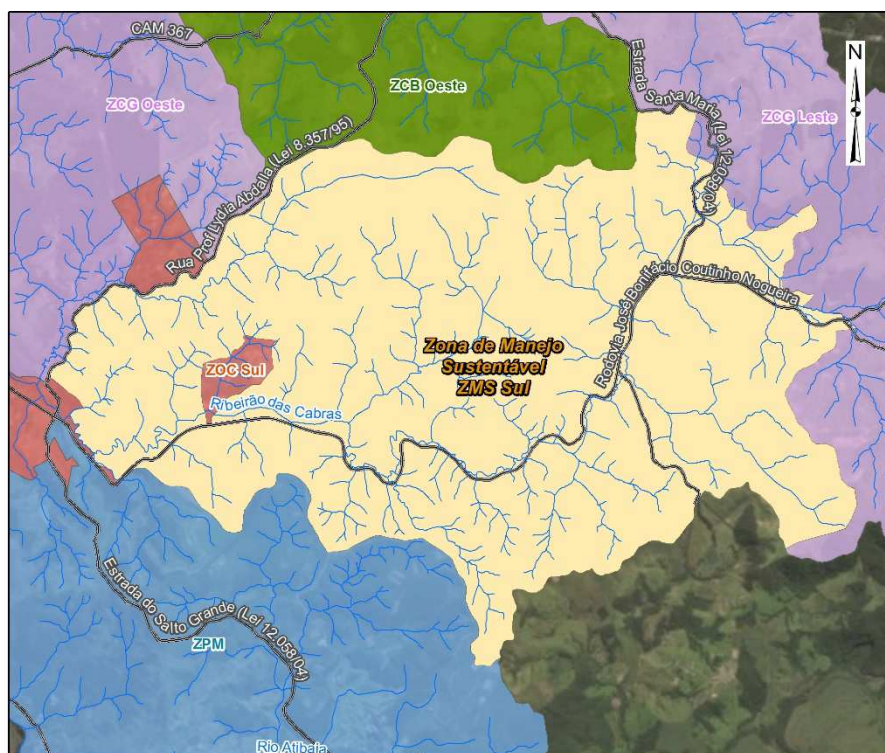 CAM 367
N
ZCG Oeste
ZCB Oeste
Estrada Santa Maria (Lei 12.058/04)
ZCG Leste
Rua Prof Lydia Abdalla (Lei 8.357/95)
Rodovia José Bonifácio Coutinho Nogueira
Zona de Manejo
Sustentável
ZMS Sul
ZOC Sul
Ribeirão das Cabras
Estrada do Salto Grande (Lei 12.058/04)
ZPM
Rio Atibaia